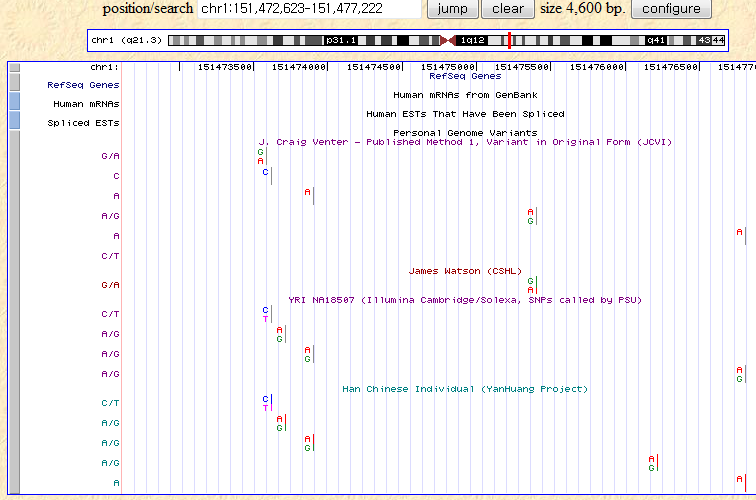 position/search chr1:151,472,623-151,477,222 jump clear size 4,600 bp. configure
chr1 (q21.3) p31.1 1q12 q41 43 44
chr1: 151473500 151474000 151474500 151475000 151475500 151476000 151476500 1514770
RefSeq Genes
RefSeq Genes
Human mRNAs from GenBank
Human mRNAs
Human ESTs That Have Been Spliced
Spliced ESTs
Personal Genome Variants
J. Craig Venter - Published Method 1, Variant in Original Form (JCVI)
G/A G
A
C C
A A
A/G A
G
A A
C/T
James Watson (CSHL)
G/A G
A
YRI NA18507 (Illumina Cambridge/Solexa, SNPs called by PSU)
C/T C
T
A/G A
G
A/G A
G
A/G A
G
Han Chinese Individual (YanHuang Project)
C/T C
T
A/G A
G
A/G A
G
A/G A
G
A A